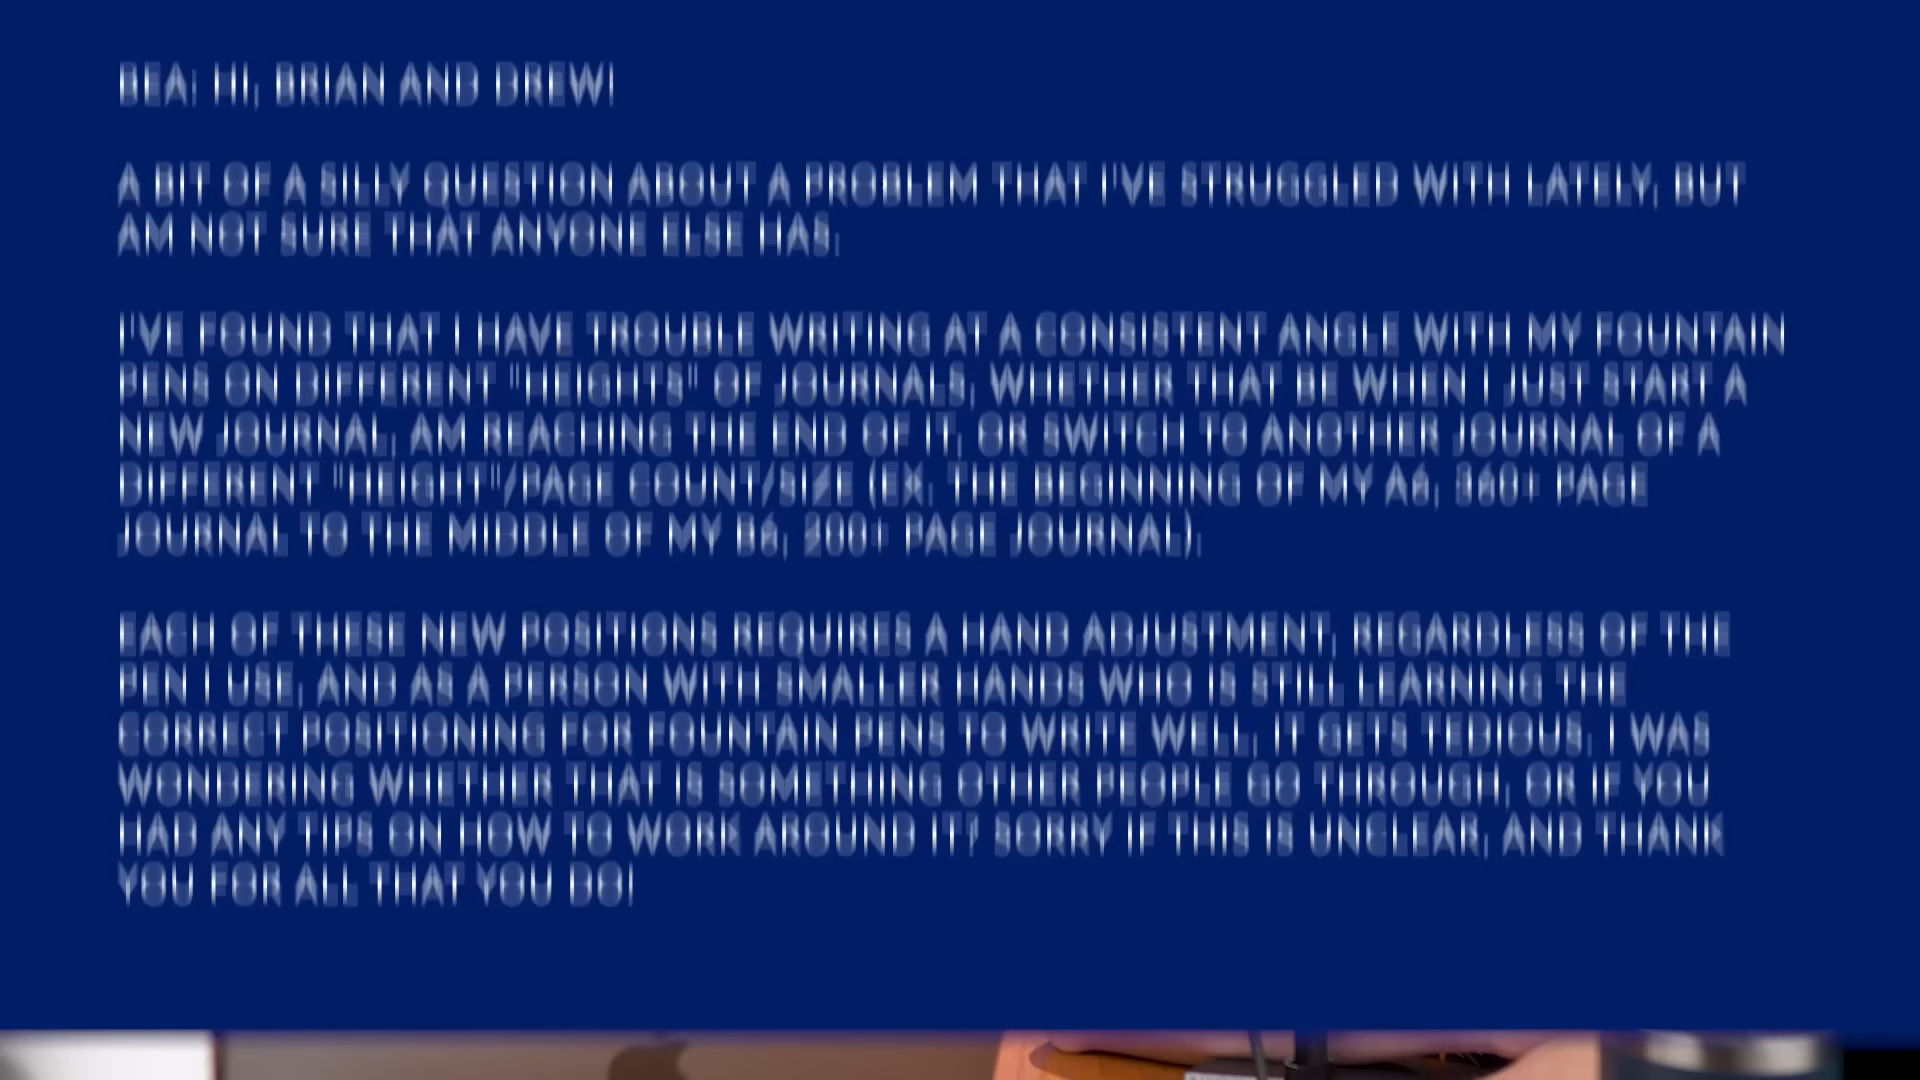 BEA: HI, BRIAN AND DREW!
A BIT OF A SILLY QUESTION ABOUT A PROBLEM THAT I'VE STRUGGLED WITH LATELY, BUT
AM NOT SURE THAT ANYONE ELSE HAS.
I'VE FOUND THAT I HAVE TROUBLE WRITING AT A CONSISTENT ANGLE WITH MY FOUNTAIN
PENS ON DIFFERENT "HEIGHTS" OF JOURNALS, WHETHER THAT BE WHEN I JUST START A
NEW JOURNAL, AM REACHING THE END OF IT, OR SWITCH TO ANOTHER JOURNAL OF A
DIFFERENT "HEIGHT"/PAGE COUNT/SIZE (EX. THE BEGINNING OF MY A6, 360+ PAGE
JOURNAL TO THE MIDDLE OF MY B6, 200+ PAGE JOURNAL).
EACH OF THESE NEW POSITIONS REQUIRES A HAND ADJUSTMENT, REGARDLESS OF THE
PEN I USE, AND AS A PERSON WITH SMALLER HANDS WHO IS STILL LEARNING THE
CORRECT POSITIONING FOR FOUNTAIN PENS TO WRITE WELL, IT GETS TEDIOUS. I WAS
WONDERING WHETHER THAT IS SOMETHING OTHER PEOPLE GO THROUGH, OR IF YOU
HAD ANY TIPS ON HOW TO WORK AROUND IT? SORRY IF THIS IS UNCLEAR, AND THANK
YOU FOR ALL THAT YOU DO!